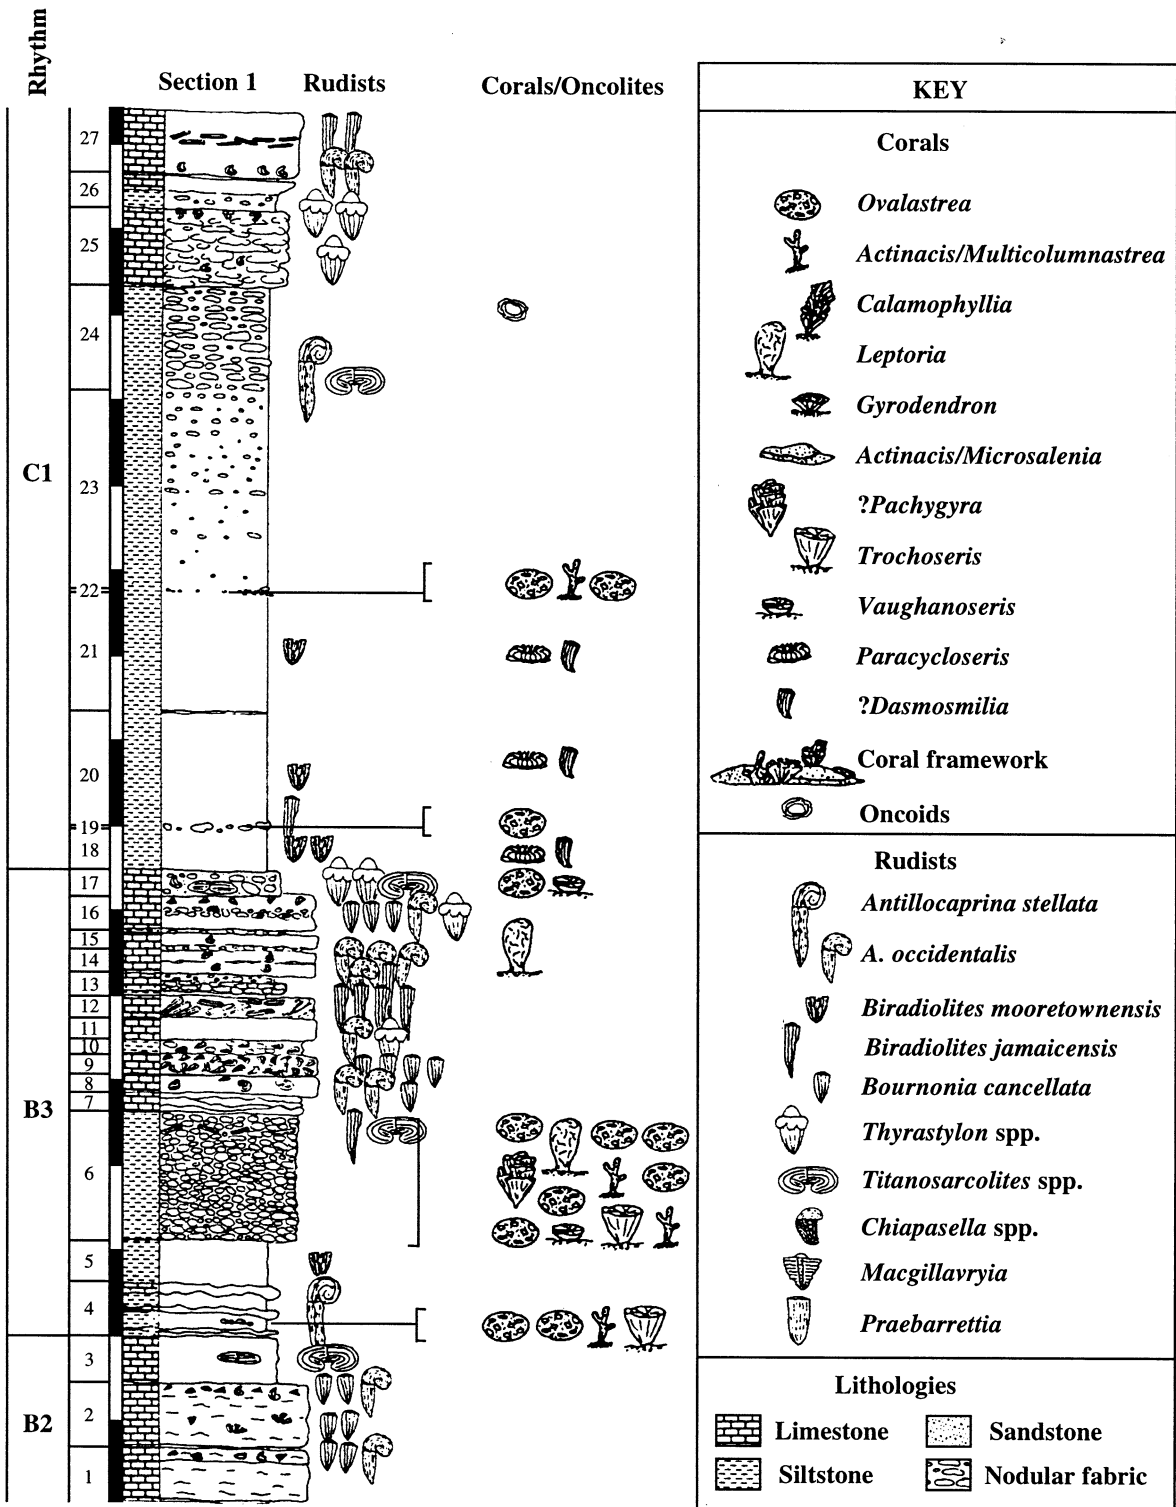 Rhythm
Section 1
Rudists
Corals/Oncolites
27
26
25
24
C1
23
22
21
20
19
18
17
16
15
14
13
12
11
10
9
8
7
B3
6
5
4
3
B2
2
1
KEY
Corals
Ovalastrea
Actinacis/Multicolumnastrea
Calamophyllia
Leptoria
Gyrodendron
Actinacis/Microsalenia
?Pachygyra
Trochoseris
Vaughanoseris
Paracycloseris
?Dasmosmilia
Coral framework
Oncoids
Rudists
Antillocaprina stellata
A. occidentalis
Biradiolites mooretownensis
Biradiolites jamaicensis
Bournonia cancellata
Thyrastylon spp.
Titanosarcolites spp.
Chiapasella spp.
Macgillavryia
Praebarrettia
Lithologies
Limestone
Sandstone
Siltstone
Nodular fabric